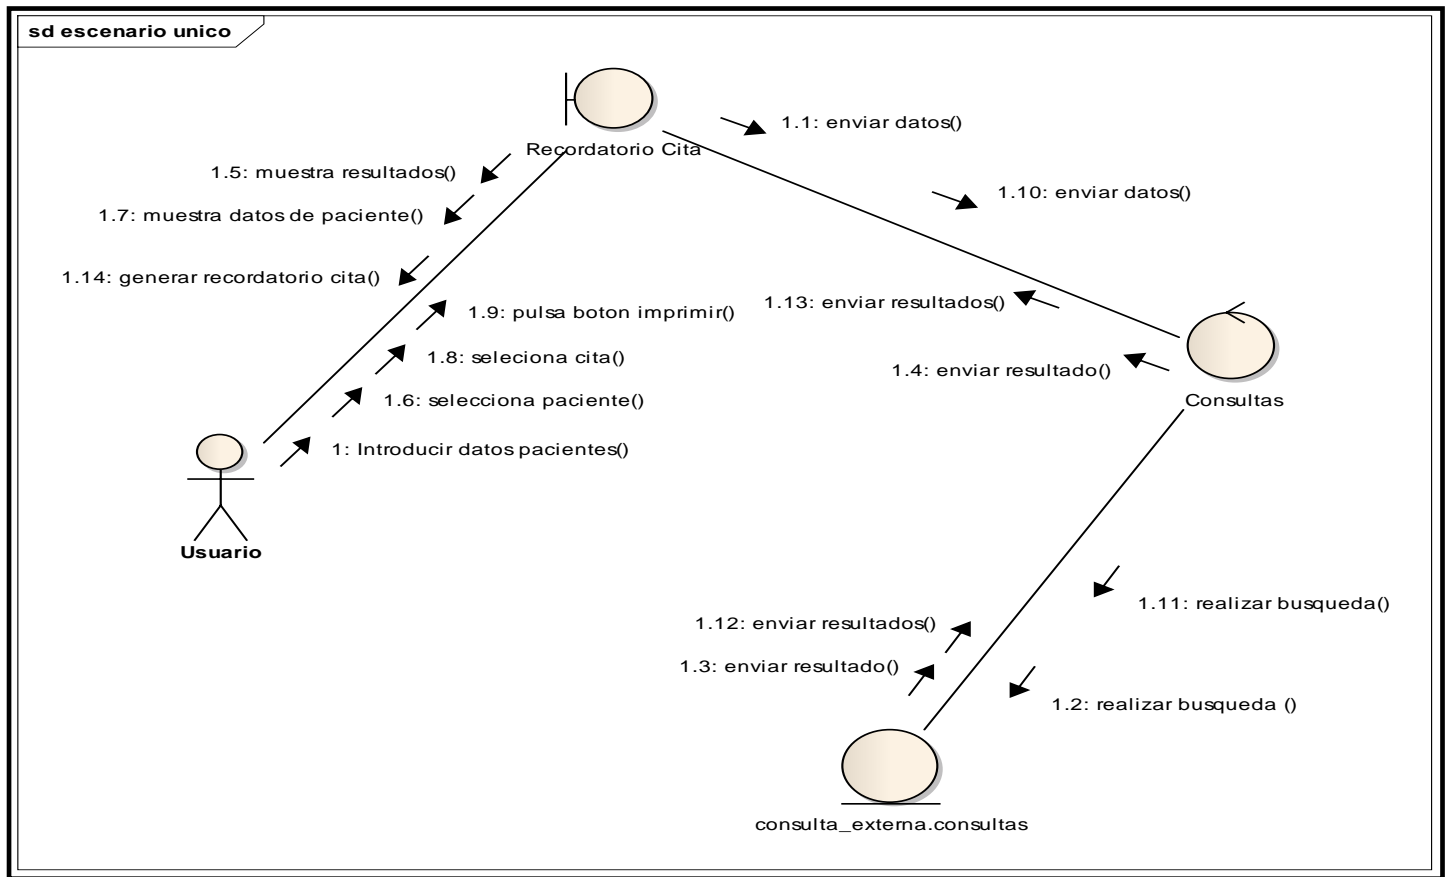 sd escenario unico
1.1: enviar datos()
Recordatorio Cita
1.5: muestra resultados()
1.10: enviar datos()
1.7: muestra datos de paciente()
1.14: generar recordatorio cita()
1.13: enviar resultados()
1.9: pulsa boton imprimir()
1.8: seleciona cita()
1.4: enviar resultado()
1.6: selecciona paciente()
Consultas
1: Introducir datos pacientes()
Usuario
1.11: realizar busqueda()
1.12: enviar resultados()
1.3: enviar resultado()
1.2: realizar busqueda ()
consulta_externa.consultas